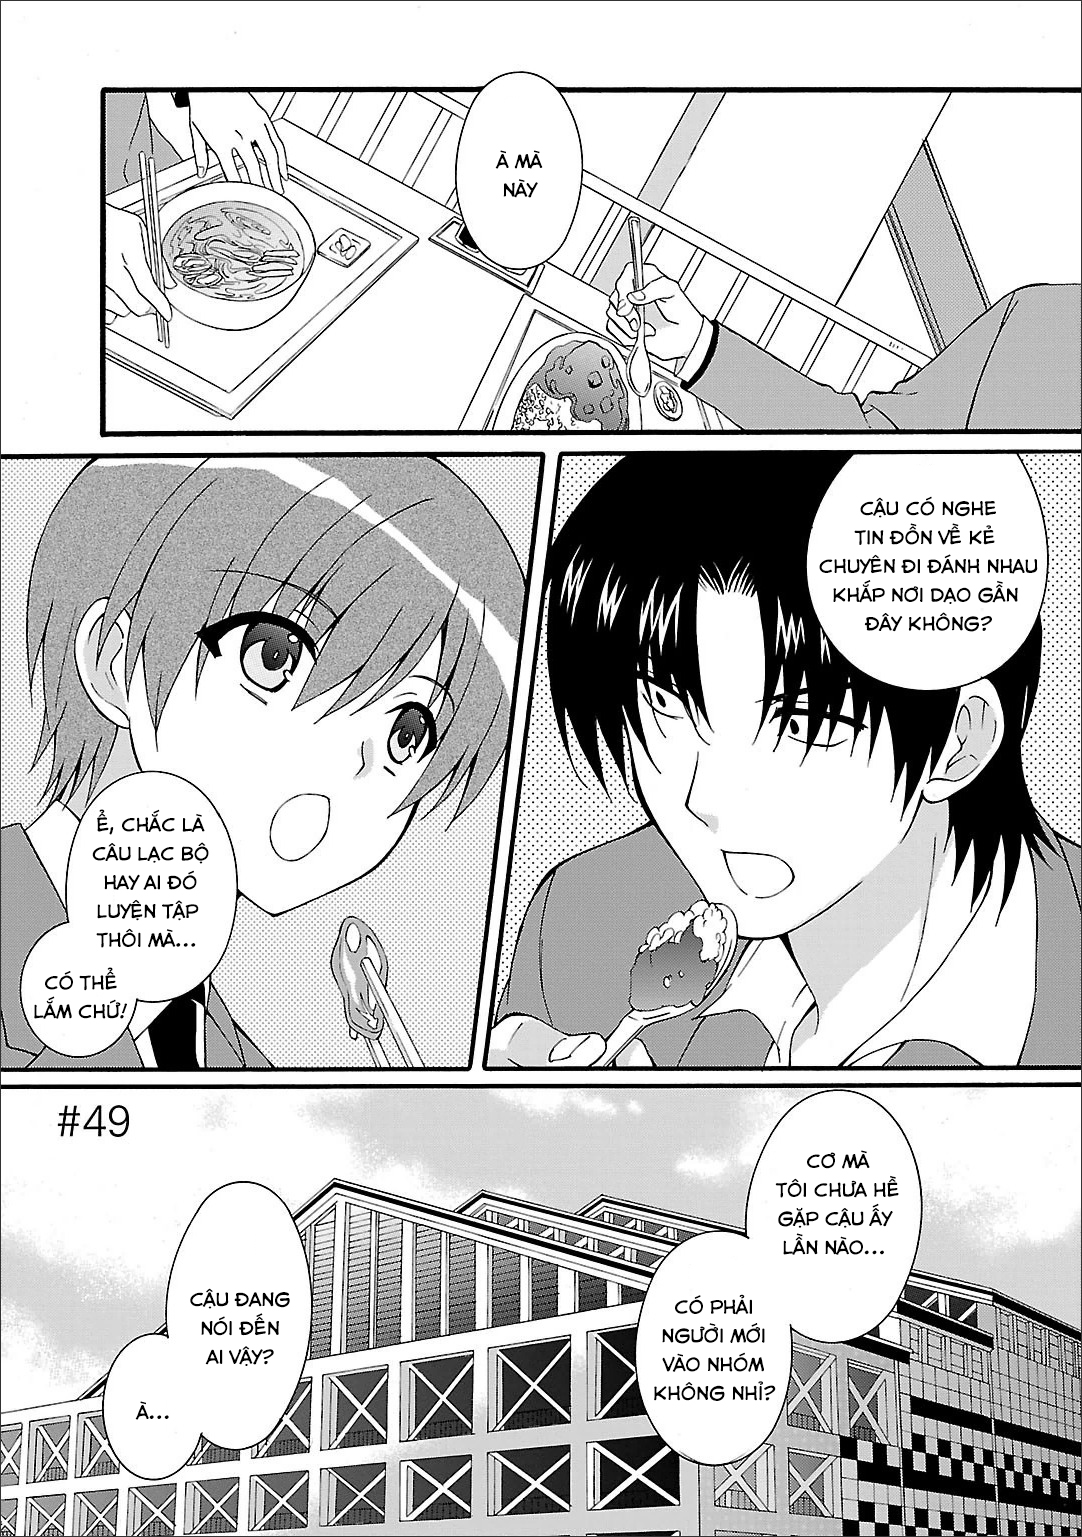 À MÀ
NÀY
CẬU CÓ NGHE
TIN ĐỒN VỀ KẺ
CHUYÊN ĐI ĐÁNH NHAU
KHẮP NƠI DẠO GẦN
ĐÂY KHÔNG?
Ể, CHẮC LÀ
CÂU LẠC BỘ
HAY AI ĐÓ
LUYỆN TẬP
THÔI MÀ...
CÓ THỂ
LẮM CHỨ!
#49
CƠ MÀ
TÔI CHƯA HỀ
GẶP CẬU ẤY
LẦN NÀO...
CÓ PHẢI
NGƯỜI MỚI
VÀO NHÓM
KHÔNG NHỈ?
CẬU ĐANG
NÓI ĐẾN
AI VẬY?
À...